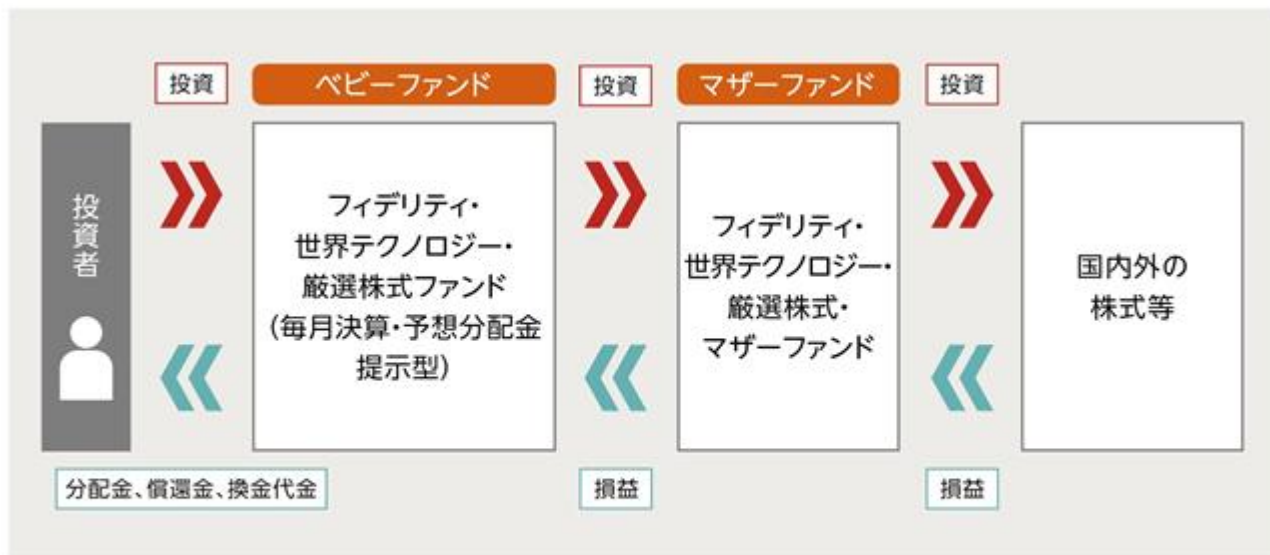 投資
ベビーファンド
投資
マザーファンド
投資
投資者
フィデリティ・
世界テクノロジー・
厳選株式ファンド
(毎月決算・予想分配金
提示型)
フィデリティ・
世界テクノロジー・
厳選株式・
マザーファンド
国内外の
株式等
分配金、償還金、換金代金
損益
損益